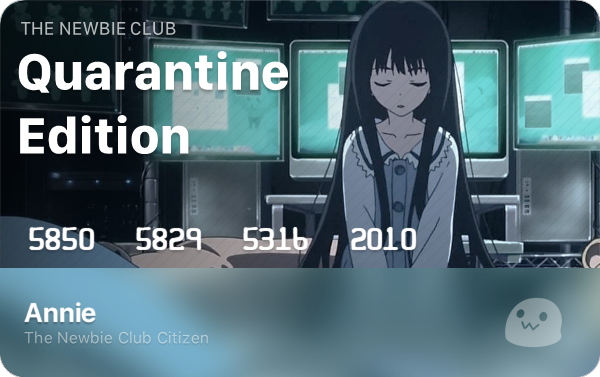 THE NEWBIE CLUB
Quarantine
Edition
5850 5829 5316 2010
Annie
The Newbie Club Citizen